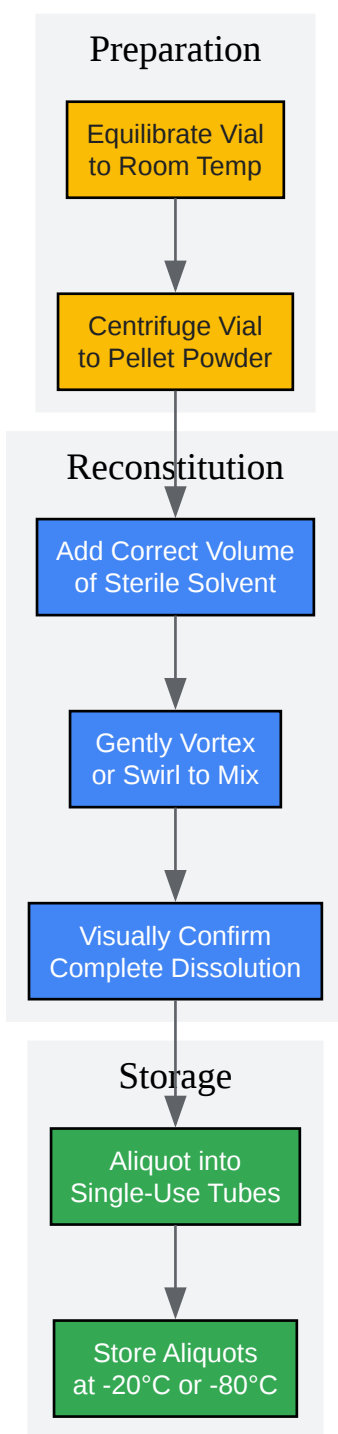 Preparation
Equilibrate Vial
to Room Temp
Centrifuge Vial
to Pellet Powder
Reconstitution
Add Correct Volume
of Sterile Solvent
Gently Vortex
or Swirl to Mix
Visually Confirm
Complete Dissolution
Storage
Aliquot into
Single-Use Tubes
Store Aliquots
at -20°C or -80°C